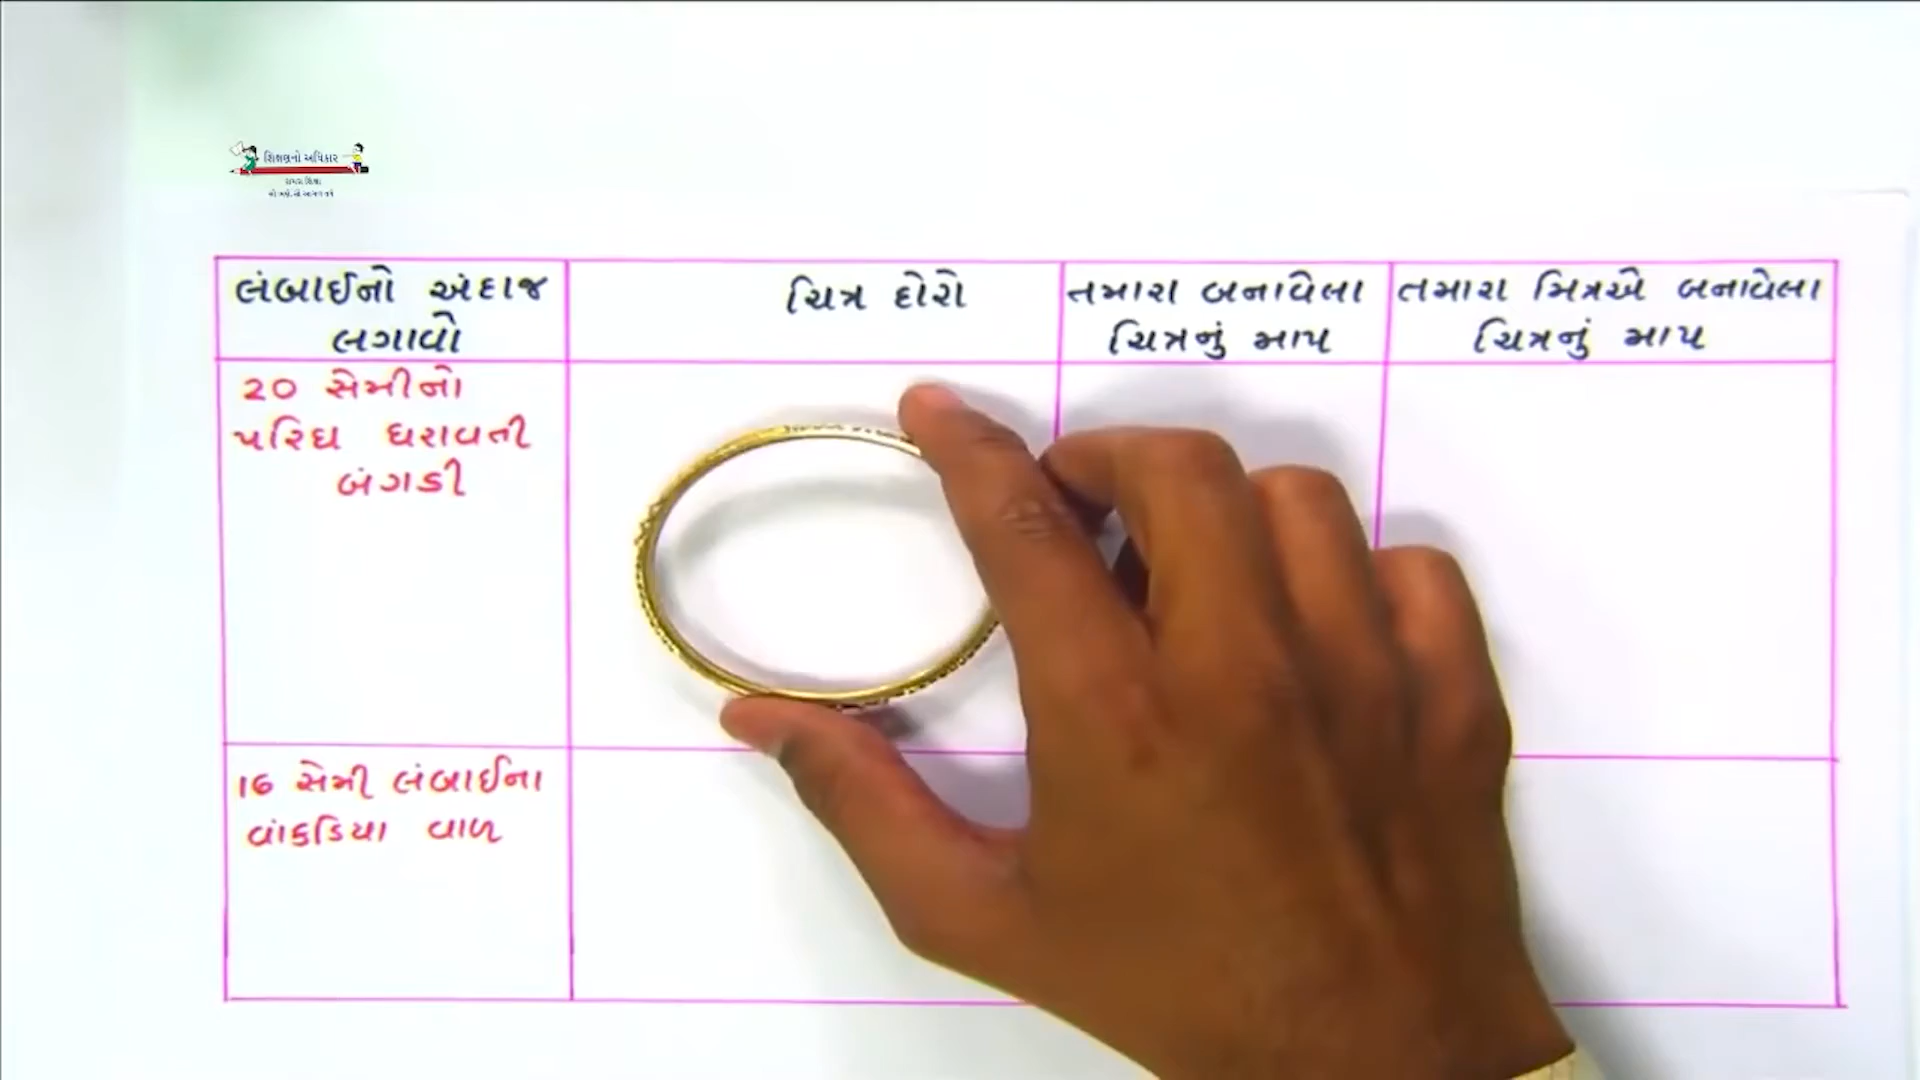 શિક્ષણનો અધિકાર
સમગ્ર શિક્ષા
લંબાઈનો અંદાજ
લગાવો
ચિત્ર દોરો
તમારા બનાવેલા
ચિત્રનું માપ
તમારા મિત્રએ બનાવેલા
ચિત્રનું માપ
20 સેમીનો
પરિઘ ધરાવતી
બંગડી
16 સેમી લંબાઈના
વાંકડિયા વાળ